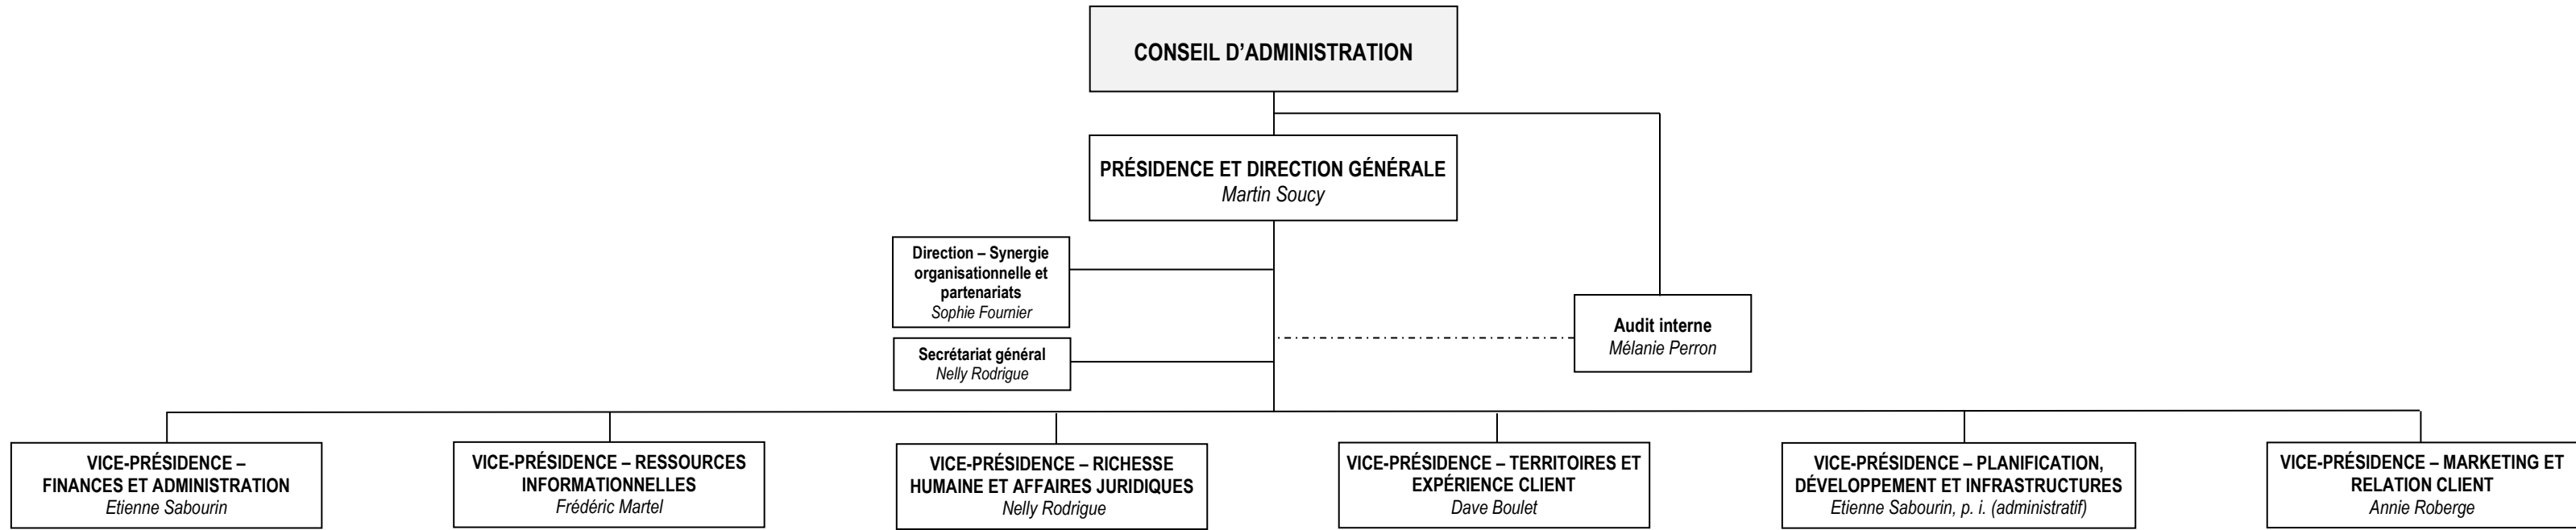 CONSEIL D’ADMINISTRATION
PRÉSIDENCE ET DIRECTION GÉNÉRALE
Martin Soucy
Direction – Synergie
organisationnelle et
partenariats
Sophie Fournier
Audit interne
Mélanie Perron
Secrétariat général
Nelly Rodrigue
VICE-PRÉSIDENCE –
FINANCES ET ADMINISTRATION
Etienne Sabourin
VICE-PRÉSIDENCE – RESSOURCES
INFORMATIONNELLES
Frédéric Martel
VICE-PRÉSIDENCE – RICHESSE
HUMAINE ET AFFAIRES JURIDIQUES
Nelly Rodrigue
VICE-PRÉSIDENCE – TERRITOIRES ET
EXPÉRIENCE CLIENT
Dave Boulet
VICE-PRÉSIDENCE – PLANIFICATION,
DÉVELOPPEMENT ET INFRASTRUCTURES
Etienne Sabourin, p. i. (administratif)
VICE-PRÉSIDENCE – MARKETING ET
RELATION CLIENT
Annie Roberge